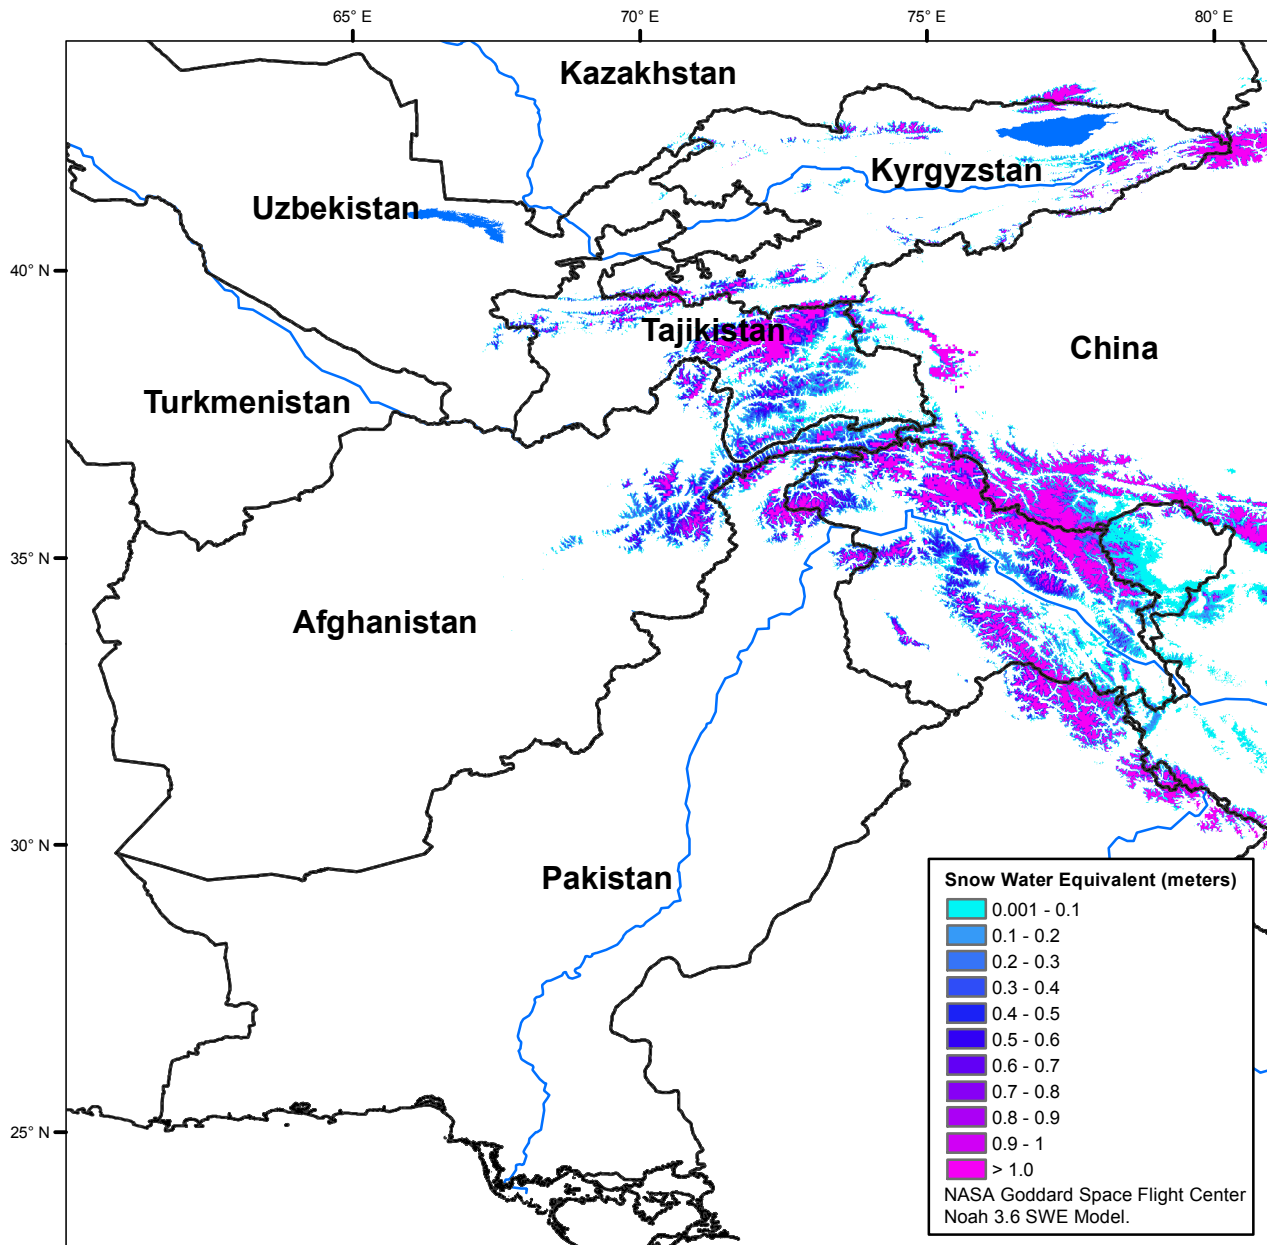 65° E
70° E
75° E
80° E
Kazakhstan
Kyrgyzstan
Uzbekistan
40° N
Tajikistan
China
Turkmenistan
35° N
Afghanistan
30° N
Pakistan
25° N
Snow Water Equivalent (meters)
0.001 - 0.1
0.1 - 0.2
0.2 - 0.3
0.3 - 0.4
0.4 - 0.5
0.5 - 0.6
0.6 - 0.7
0.7 - 0.8
0.8 - 0.9
0.9 - 1
> 1.0
NASA Goddard Space Flight Center
Noah 3.6 SWE Model.